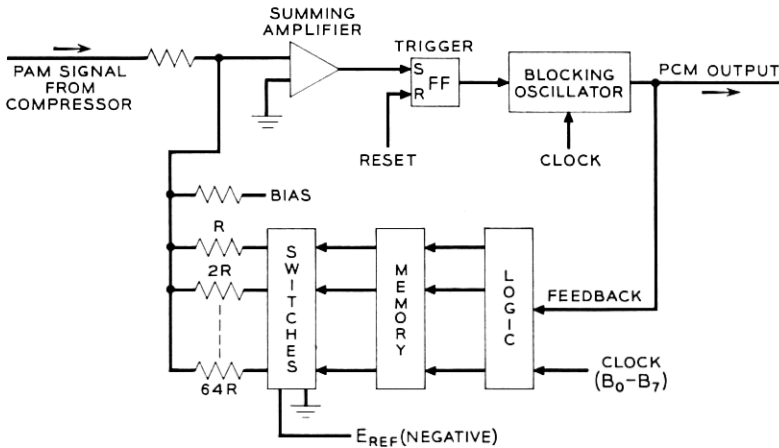 SUMMING
AMPLIFIER
PAM SIGNAL
FROM
COMPRESSOR
TRIGGER
S
FF
R
RESET
BLOCKING
OSCILLATOR
CLOCK
PCM OUTPUT
BIAS
R
2R
64R
SWITCHES
MEMORY
LOGIC
FEEDBACK
CLOCK
(B₀–B₇)
E_REF (NEGATIVE)